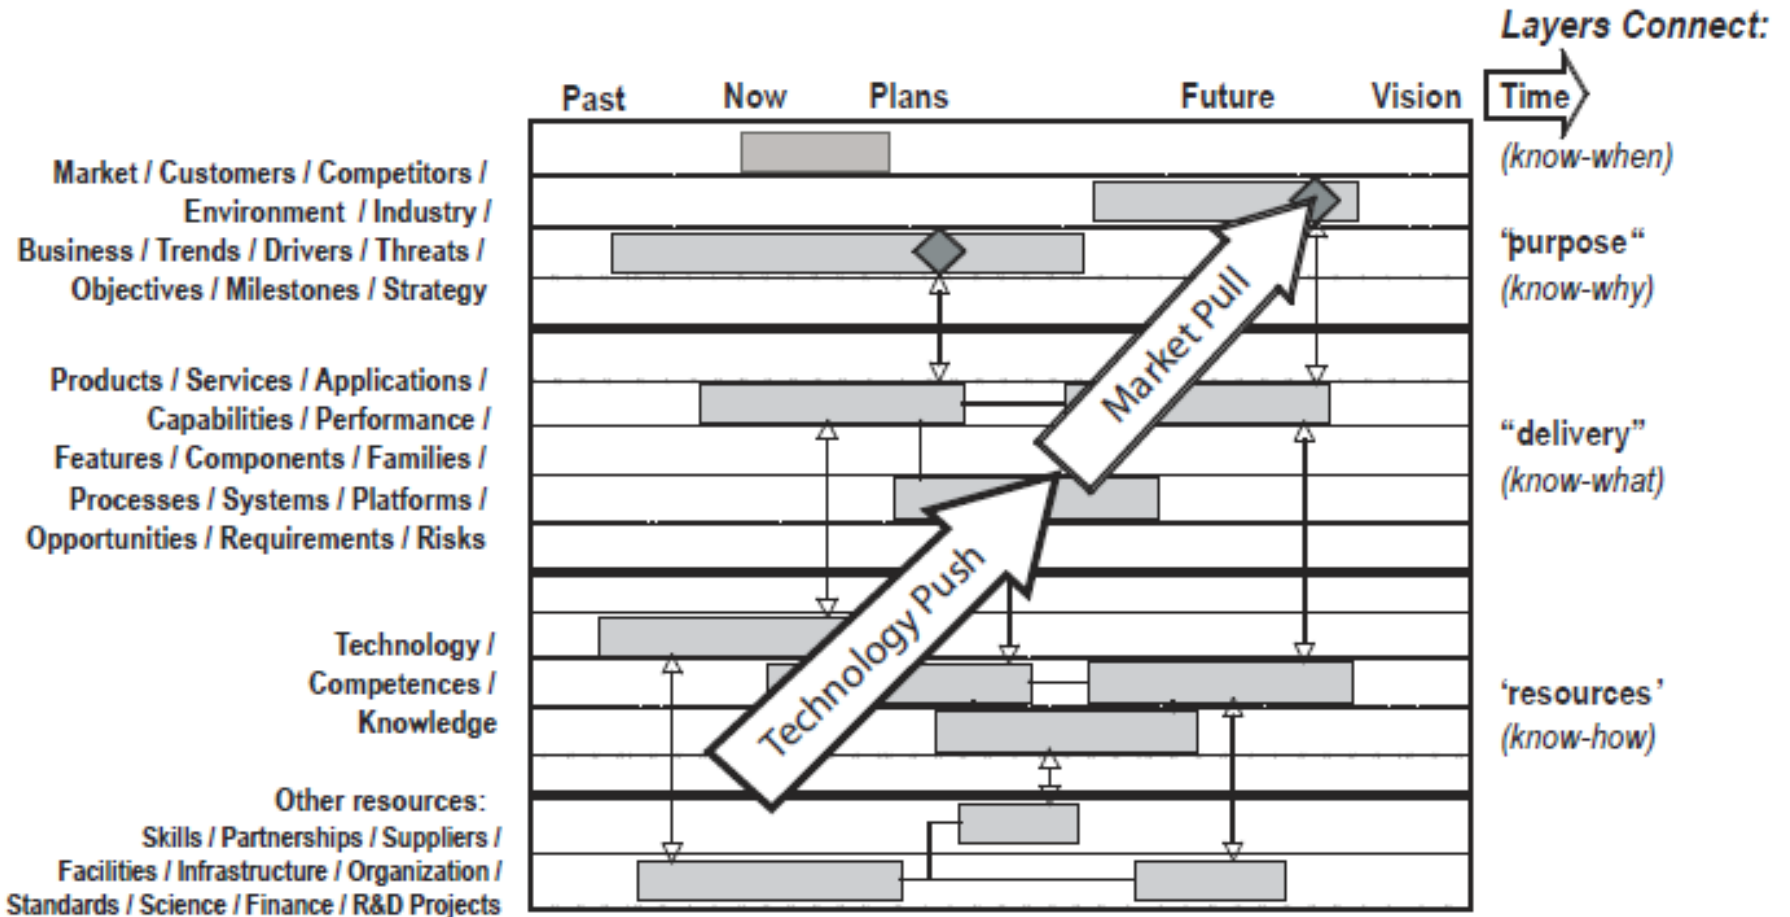 Layers Connect:
Past Now Plans Future Vision Time
(know-when)
Market / Customers / Competitors /
Environment / Industry /
Business / Trends / Drivers / Threats /
Objectives / Milestones / Strategy
‘purpose“
(know-why)
Products / Services / Applications /
Capabilities / Performance /
Features / Components / Families /
Processes / Systems / Platforms /
Opportunities / Requirements / Risks
“delivery”
(know-what)
Market Pull
Technology Push
Technology /
Competences /
Knowledge
‘resources’
(know-how)
Other resources:
Skills / Partnerships / Suppliers /
Facilities / Infrastructure / Organization /
Standards / Science / Finance / R&D Projects